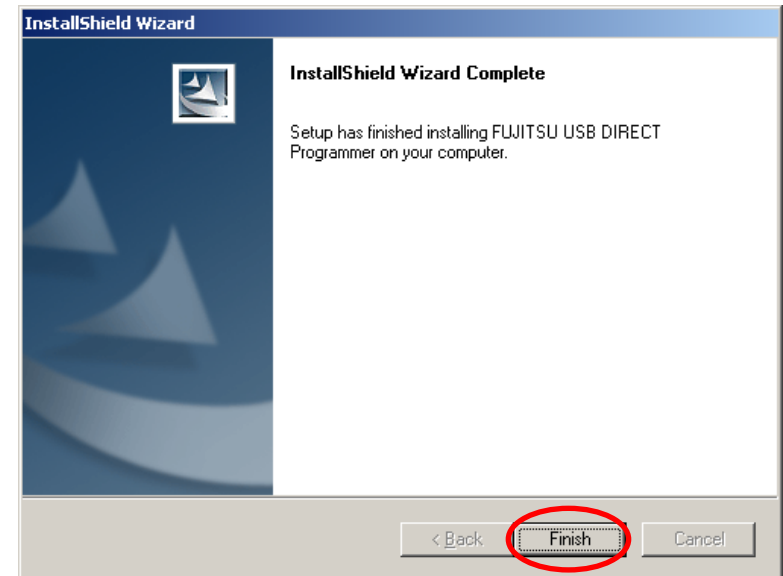 InstallShield Wizard
InstallShield Wizard Complete
Setup has finished installing FUJITSU USB DIRECT
Programmer on your computer.
< Back Finish Cancel